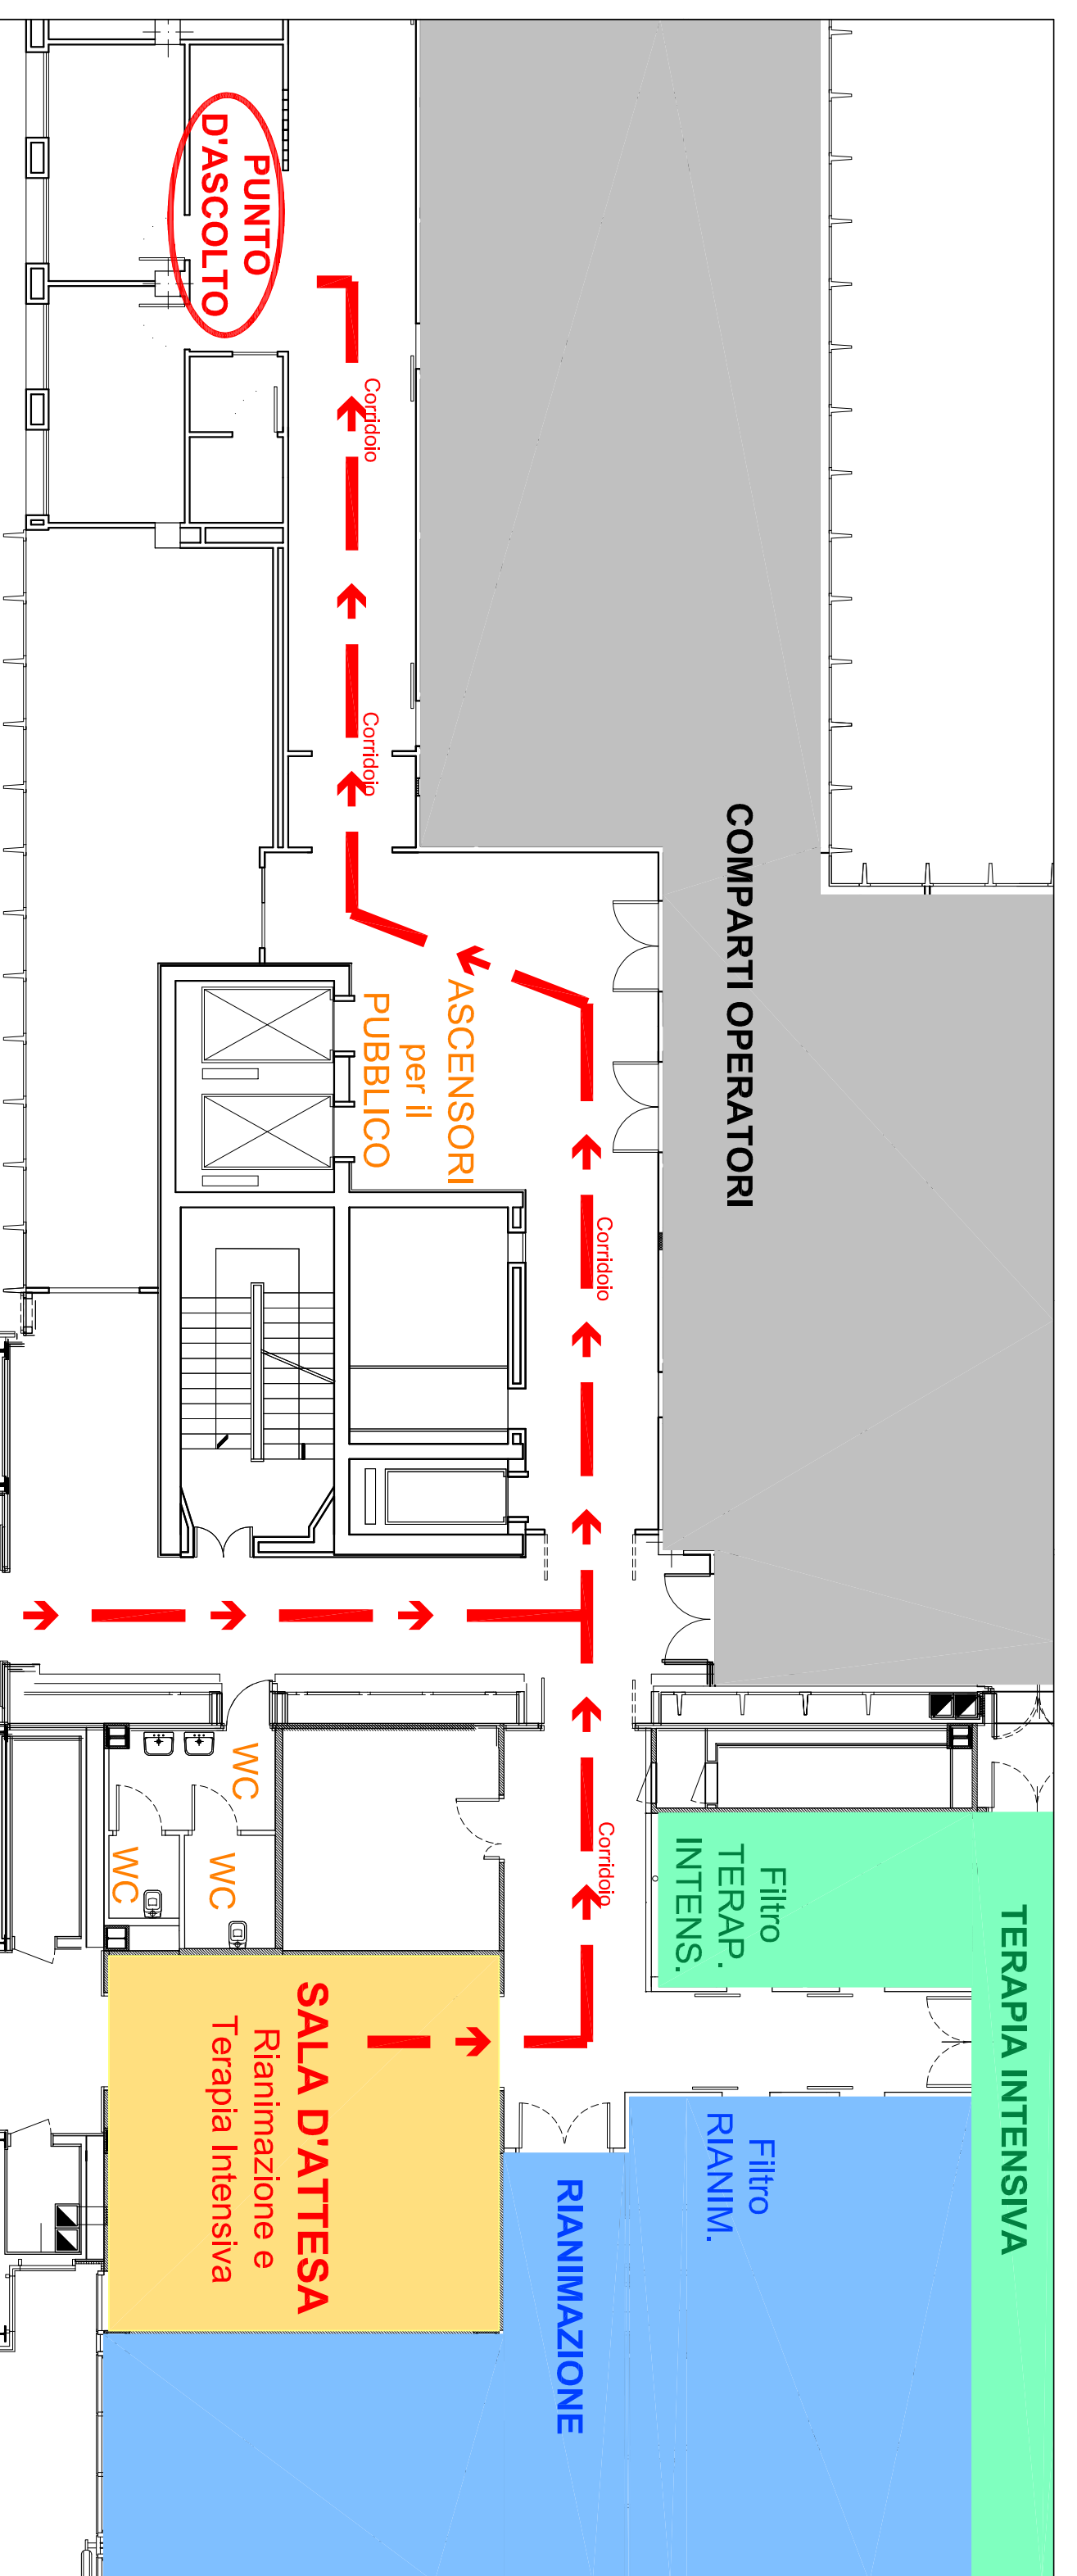 PUNTO
D'ASCOLTO
Corridoio
Corridoio
COMPARTI OPERATORI
ASCENSORI
per il
PUBBLICO
Corridoio
WC
WC
WC
Corridoio
Filtro
TERAP.
INTENS.
TERAPIA INTENSIVA
SALA D'ATTESA
Rianimazione e
Terapia Intensiva
Filtro
RIANIM.
RIANIMAZIONE